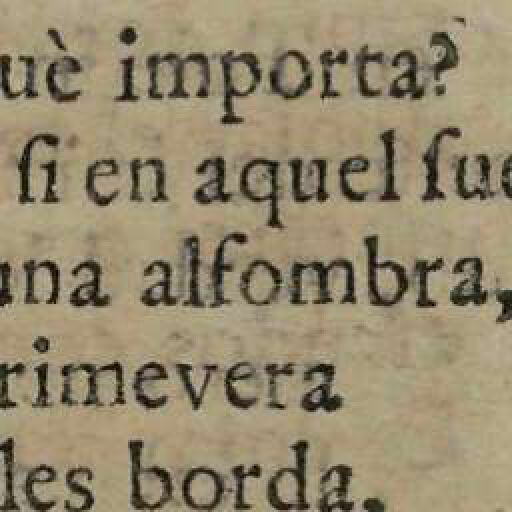 uè importa?
ſi en aquel ſue
una alfombra,
rimevera
les borda,